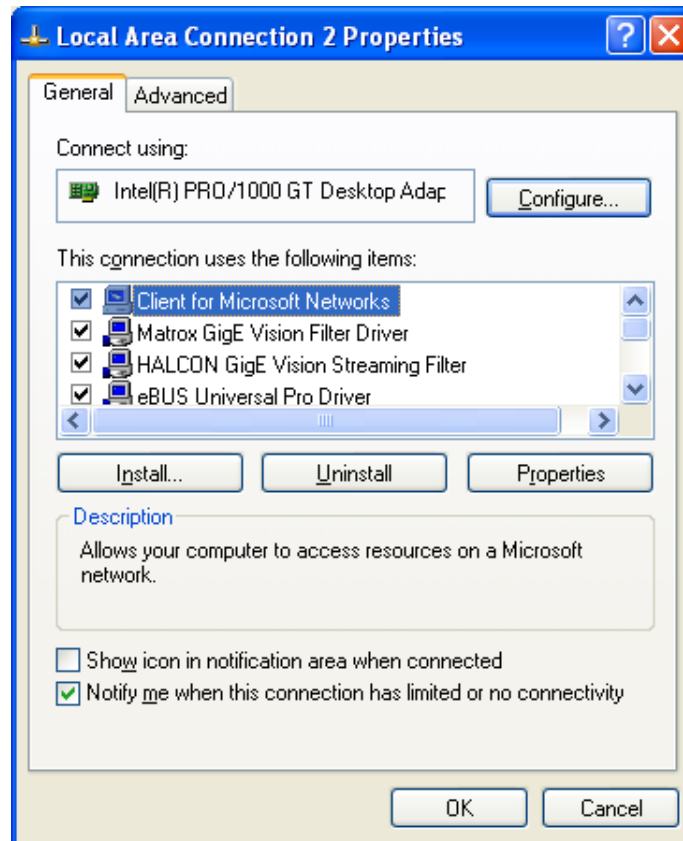 Local Area Connection 2 Properties
General Advanced
Connect using:
Intel(R) PRO/1000 GT Desktop Adap
Configure...
This connection uses the following items:
Client for Microsoft Networks
Matrox GigE Vision Filter Driver
HALCON GigE Vision Streaming Filter
eBUS Universal Pro Driver
Install... Uninstall Properties
Description
Allows your computer to access resources on a Microsoft
network.
Show icon in notification area when connected
Notify me when this connection has limited or no connectivity
OK Cancel